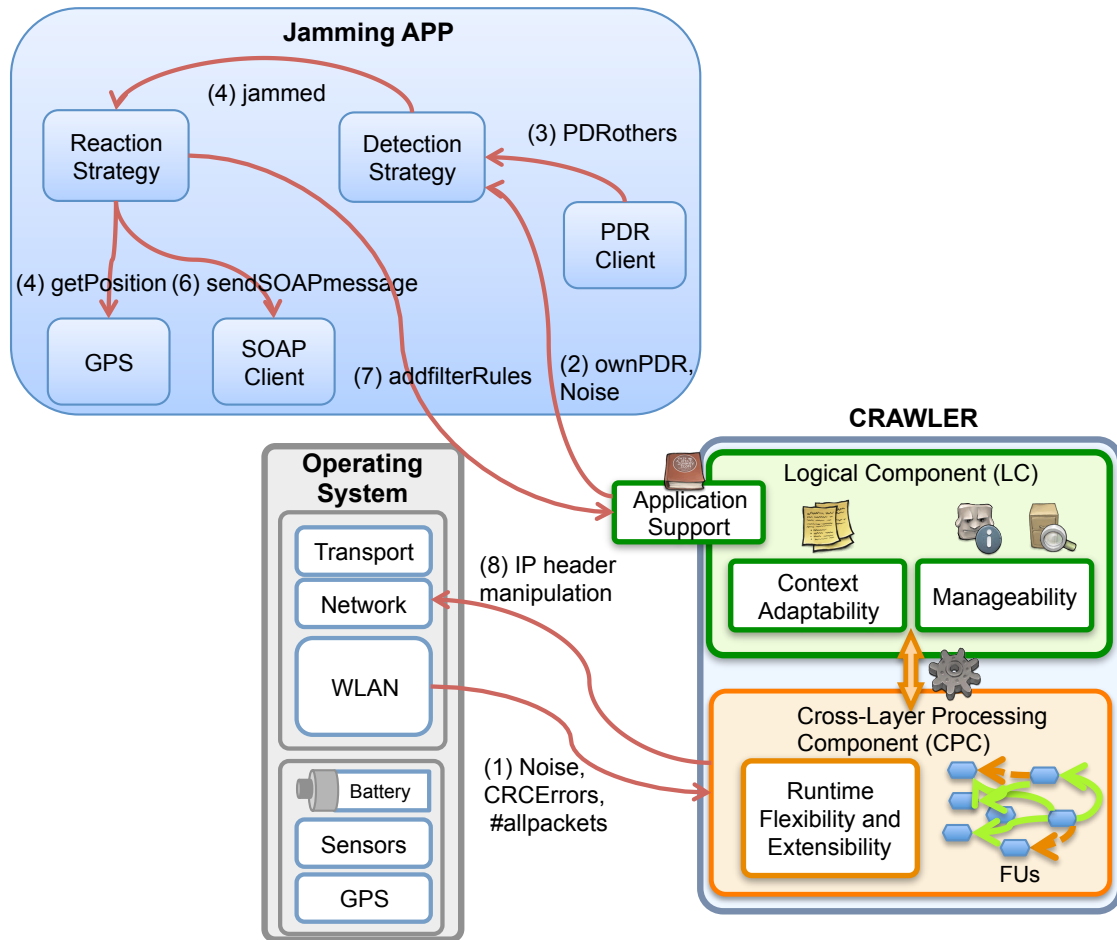 Jamming APP
(4) jammed
Reaction
Strategy
Detection
Strategy
(3) PDRothers
PDR
Client
(4) getPosition
(6) sendSOAPmessage
GPS
SOAP
Client
(7) addfilterRules
(2) ownPDR,
Noise
CRAWLER
Operating
System
Logical Component (LC)
Application
Support
Transport
Network
WLAN
(8) IP header
manipulation
Context
Adaptability
Manageability
Cross-Layer Processing
Component (CPC)
(1) Noise,
CRCErrors,
#allpackets
Battery
Sensors
GPS
Runtime
Flexibility and
Extensibility
FUs